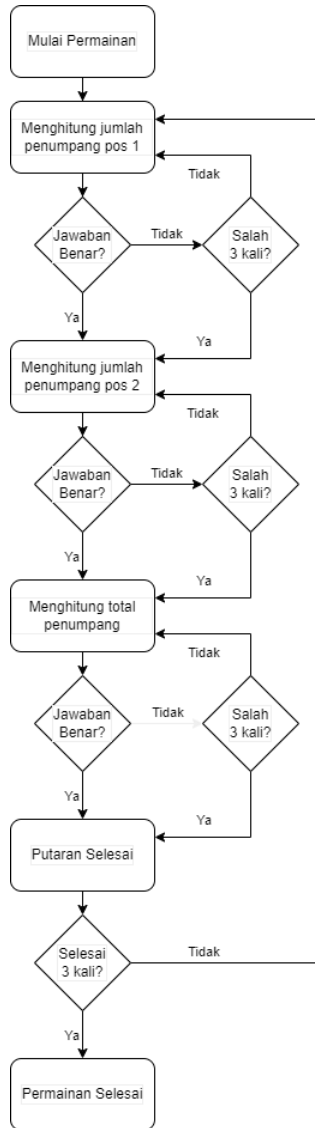 Mulai Permainan
Menghitung jumlah
penumpang pos 1
Tidak
Jawaban
Benar?
Tidak
Salah
3 kali?
Ya
Ya
Menghitung jumlah
penumpang pos 2
Tidak
Jawaban
Benar?
Tidak
Salah
3 kali?
Ya
Ya
Menghitung total
penumpang
Tidak
Jawaban
Benar?
Tidak
Salah
3 kali?
Ya
Ya
Putaran Selesai
Selesai
3 kali?
Tidak
Ya
Permainan Selesai